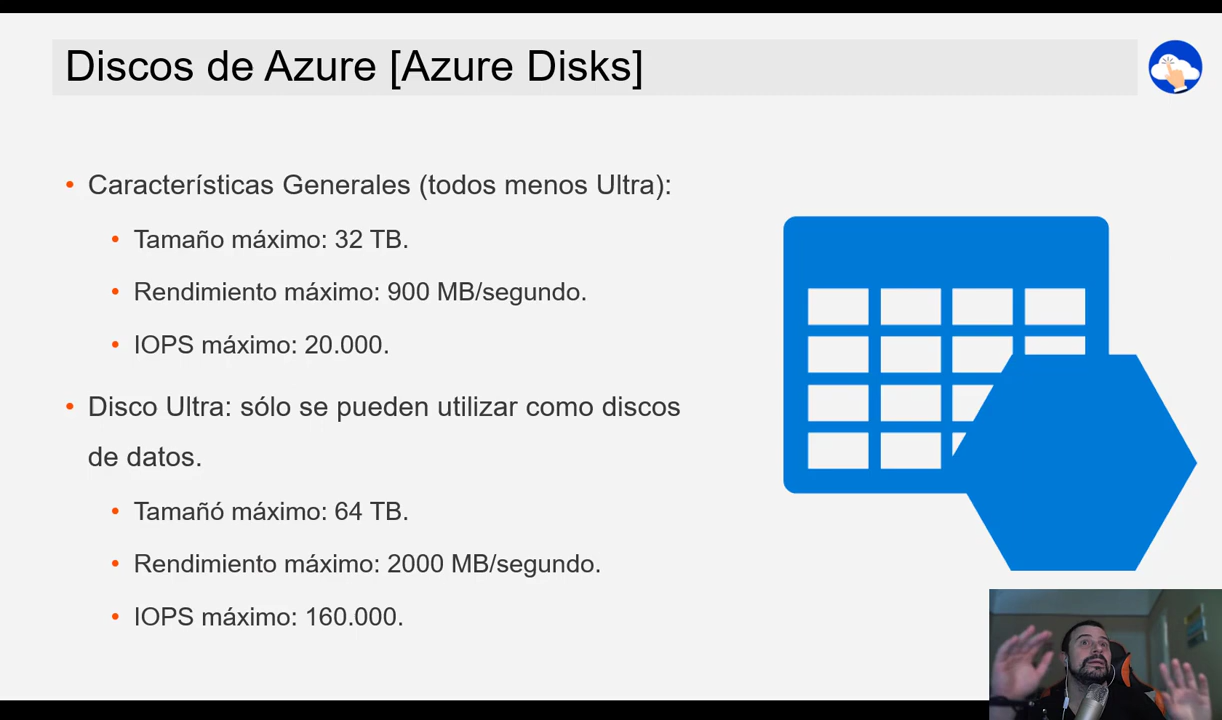 Discos de Azure [Azure Disks]
• Características Generales (todos menos Ultra):
• Tamaño máximo: 32 TB.
• Rendimiento máximo: 900 MB/segundo.
• IOPS máximo: 20.000.
• Disco Ultra: sólo se pueden utilizar como discos
de datos.
• Tamañó máximo: 64 TB.
• Rendimiento máximo: 2000 MB/segundo.
• IOPS máximo: 160.000.